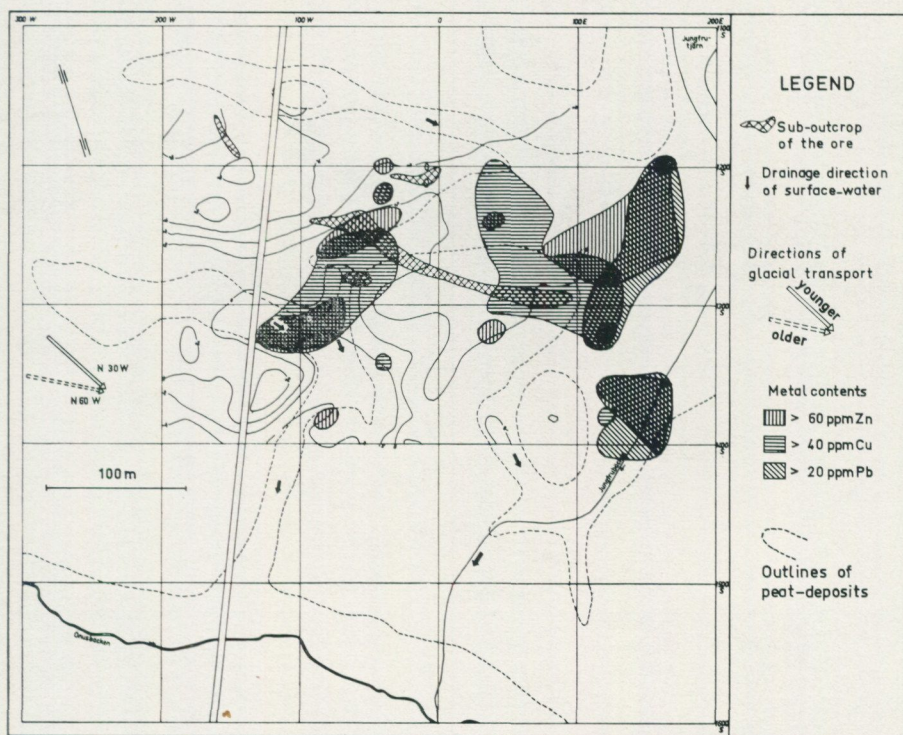 300 W
200 W
100 W
0
100 E
200 E
Jungfru-
tjärn
N 30 W
N 60 W
100 m
LEGEND
Sub-outcrop
of the ore
Drainage direction
of surface-water
Directions of
glacial transport
younger
older
Metal contents
> 60 ppm Zn
> 40 ppm Cu
> 20 ppm Pb
Outlines of
peat-deposits